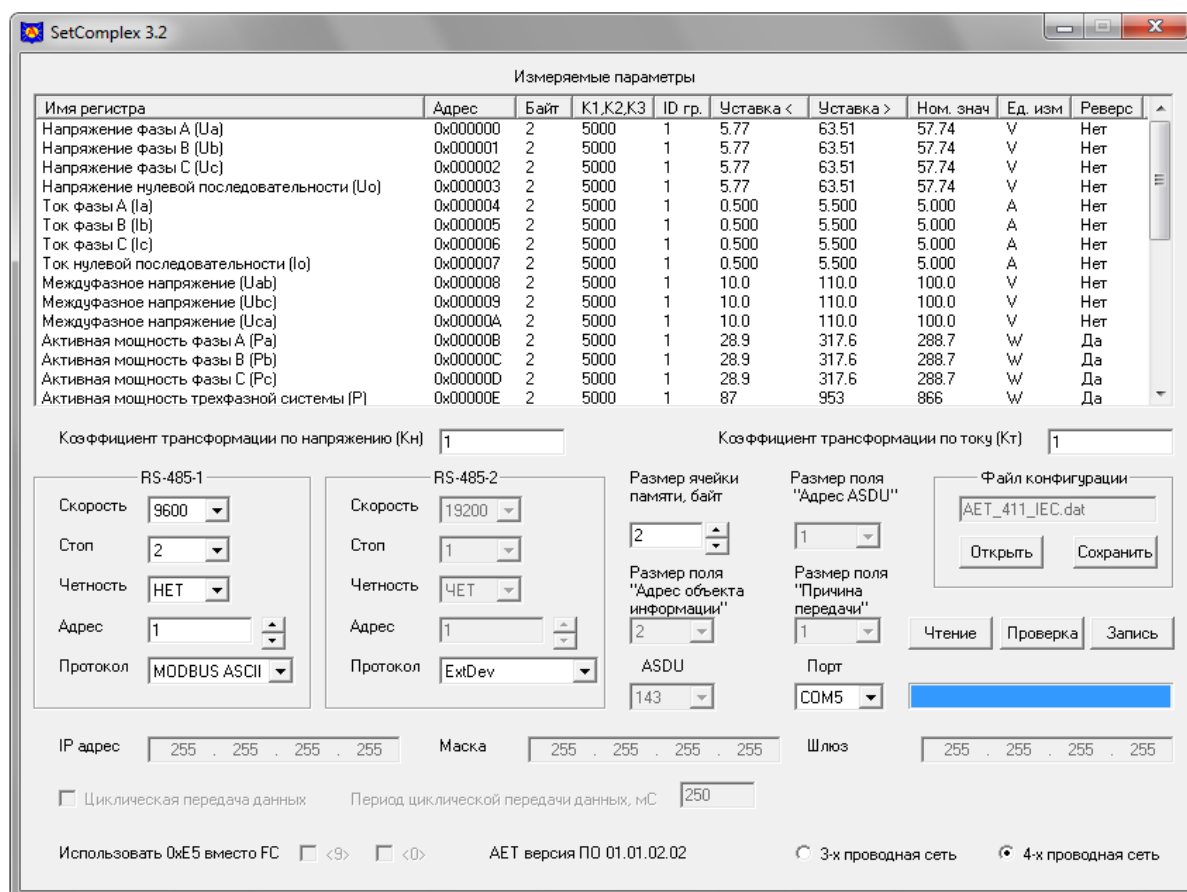 SetComplex 3.2
Измеряемые параметры
Имя регистра Адрес Байт K1,K2,K3 ID гр. Уставка < Уставка > Ном. знач Ед. изм Реверс
Напряжение фазы А (Ua) 0x000000 2 5000 1 5.77 63.51 57.74 V Нет
Напряжение фазы В (Ub) 0x000001 2 5000 1 5.77 63.51 57.74 V Нет
Напряжение фазы С (Uc) 0x000002 2 5000 1 5.77 63.51 57.74 V Нет
Напряжение нулевой последовательности (Uo) 0x000003 2 5000 1 5.77 63.51 57.74 V Нет
Ток фазы А (Ia) 0x000004 2 5000 1 0.500 5.500 5.000 A Нет
Ток фазы В (Ib) 0x000005 2 5000 1 0.500 5.500 5.000 A Нет
Ток фазы С (Ic) 0x000006 2 5000 1 0.500 5.500 5.000 A Нет
Ток нулевой последовательности (Io) 0x000007 2 5000 1 0.500 5.500 5.000 A Нет
Междуфазное напряжение (Uab) 0x000008 2 5000 1 10.0 110.0 100.0 V Нет
Междуфазное напряжение (Ubc) 0x000009 2 5000 1 10.0 110.0 100.0 V Нет
Междуфазное напряжение (Uca) 0x00000A 2 5000 1 10.0 110.0 100.0 V Нет
Активная мощность фазы А (Pa) 0x00000B 2 5000 1 28.9 317.6 288.7 W Да
Активная мощность фазы В (Pb) 0x00000C 2 5000 1 28.9 317.6 288.7 W Да
Активная мощность фазы С (Pc) 0x00000D 2 5000 1 28.9 317.6 288.7 W Да
Активная мощность трехфазной системы (P) 0x00000E 2 5000 1 87 953 866 W Да
Коэффициент трансформации по напряжению (Кн) 1 Коэффициент трансформации по току (Кт) 1
RS-485-1
Скорость 9600
Стоп 2
Четность НЕТ
Адрес 1
Протокол MODBUS ASCII
RS-485-2
Скорость 19200
Стоп 1
Четность ЧЕТ
Адрес 1
Протокол ExtDev
Размер ячейки
памяти, байт
2
Размер поля
"Адрес ASDU"
1
Размер поля
"Адрес объекта
информации"
2
Размер поля
"Причина
передачи"
1
ASDU
143
Порт
COM5
Файл конфигурации
AET_411_IEC.dat
Открыть Сохранить
Чтение Проверка Запись
IP адрес 255 . 255 . 255 . 255 Маска 255 . 255 . 255 . 255 Шлюз 255 . 255 . 255 . 255
Циклическая передача данных Период циклической передачи данных, мС 250
Использовать 0xE5 вместо FC <9> <0> АЕТ версия ПО 01.01.02.02 3-х проводная сеть 4-х проводная сеть